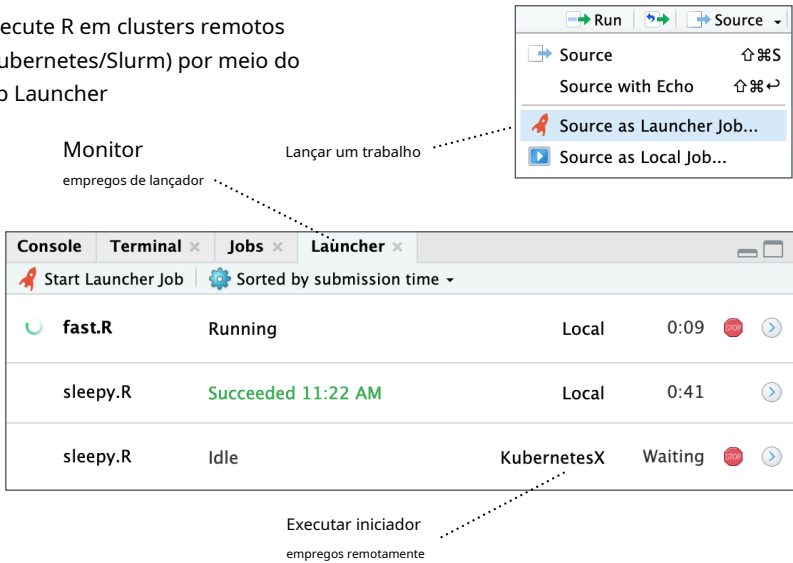 ecute R em clusters remotos
ubernetes/Slurm) por meio do
b Launcher
Run Source
Source ⇧⌘S
Source with Echo ⇧⌘↩
Source as Launcher Job...
Source as Local Job...
Lançar um trabalho
Monitor
empregos de lançador
Console Terminal × Jobs × Launcher ×
Start Launcher Job Sorted by submission time
fast.R Running Local 0:09 STOP
sleepy.R Succeeded 11:22 AM Local 0:41
sleepy.R Idle KubernetesX Waiting STOP
Executar iniciador
empregos remotamente